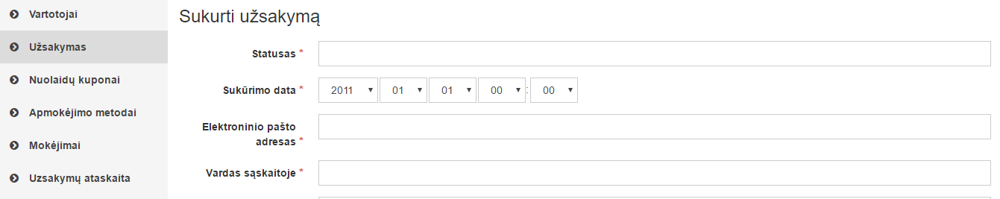 Vartotojai
Užsakymas
Nuolaidų kuponai
Apmokėjimo metodai
Mokėjimai
Uzsakymų ataskaita
Sukurti užsakymą
Statusas *
Sukūrimo data * 2011 01 01 00 : 00
Elektroninio pašto
adresas *
Vardas sąskaitoje *